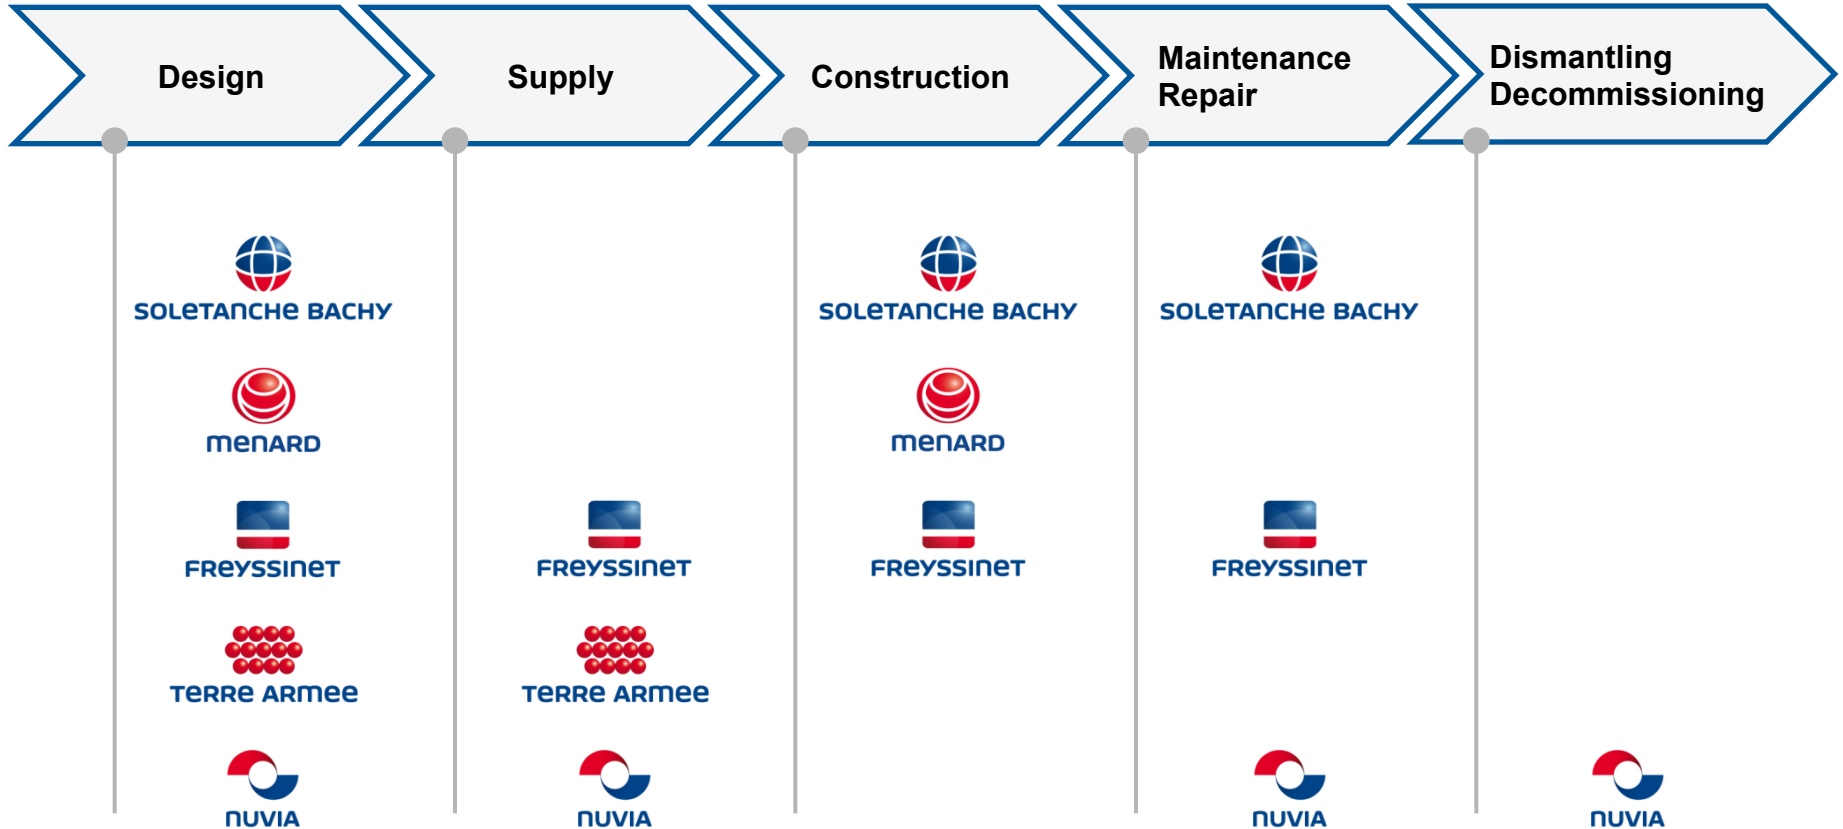 Design
Supply
Construction
Maintenance
Repair
Dismantling
Decommissioning
SOLETANCHE BACHY
SOLETANCHE BACHY
SOLETANCHE BACHY
MENARD
MENARD
FREYSSINET
FREYSSINET
FREYSSINET
FREYSSINET
TERRE ARMEE
TERRE ARMEE
NUVIA
NUVIA
NUVIA
NUVIA